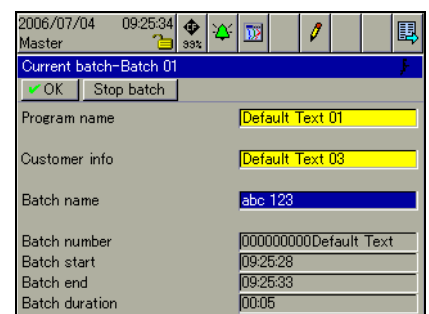 2006/07/04 09:25:34
Master 99%
Current batch-Batch 01
OK Stop batch
Program name Default Text 01
Customer info Default Text 03
Batch name abc 123
Batch number 000000000Default Text
Batch start 09:25:28
Batch end 09:25:33
Batch duration 00:05